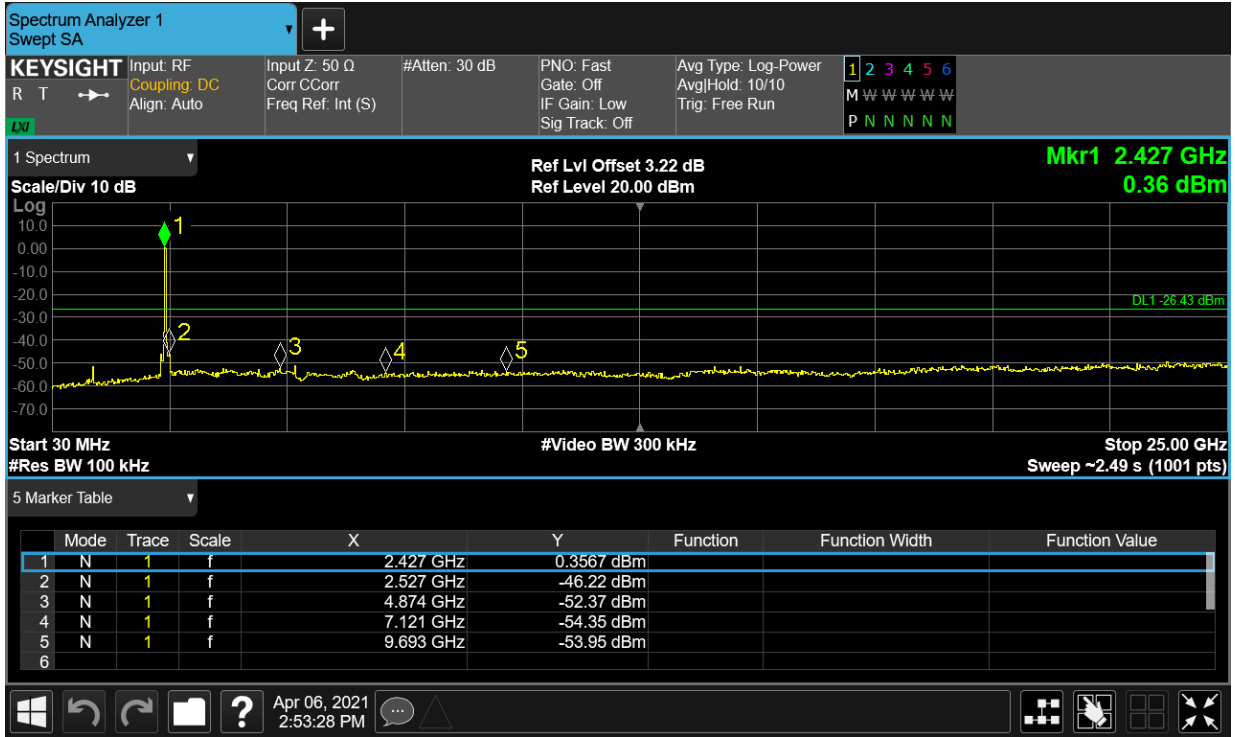 Spectrum Analyzer 1
Swept SA
KEYSIGHT
R T
LXI
Input: RF
Coupling: DC
Align: Auto
Input Z: 50 Ω
Corr CCorr
Freq Ref: Int (S)
#Atten: 30 dB
PNO: Fast
Gate: Off
IF Gain: Low
Sig Track: Off
Avg Type: Log-Power
Avg|Hold: 10/10
Trig: Free Run
1 2 3 4 5 6
M W W W W W
P N N N N N
1 Spectrum
Scale/Div 10 dB
Ref Lvl Offset 3.22 dB
Ref Level 20.00 dBm
Mkr1 2.427 GHz
0.36 dBm
Log
10.0
0.00
-10.0
-20.0
-30.0
-40.0
-50.0
-60.0
-70.0
1
2
3
4
5
DL1 -26.43 dBm
Start 30 MHz
#Video BW 300 kHz
Stop 25.00 GHz
#Res BW 100 kHz
Sweep ~2.49 s (1001 pts)
5 Marker Table
Mode Trace Scale X Y Function Function Width Function Value
1 N 1 f 2.427 GHz 0.3567 dBm
2 N 1 f 2.527 GHz -46.22 dBm
3 N 1 f 4.874 GHz -52.37 dBm
4 N 1 f 7.121 GHz -54.35 dBm
5 N 1 f 9.693 GHz -53.95 dBm
6
?
Apr 06, 2021
2:53:28 PM